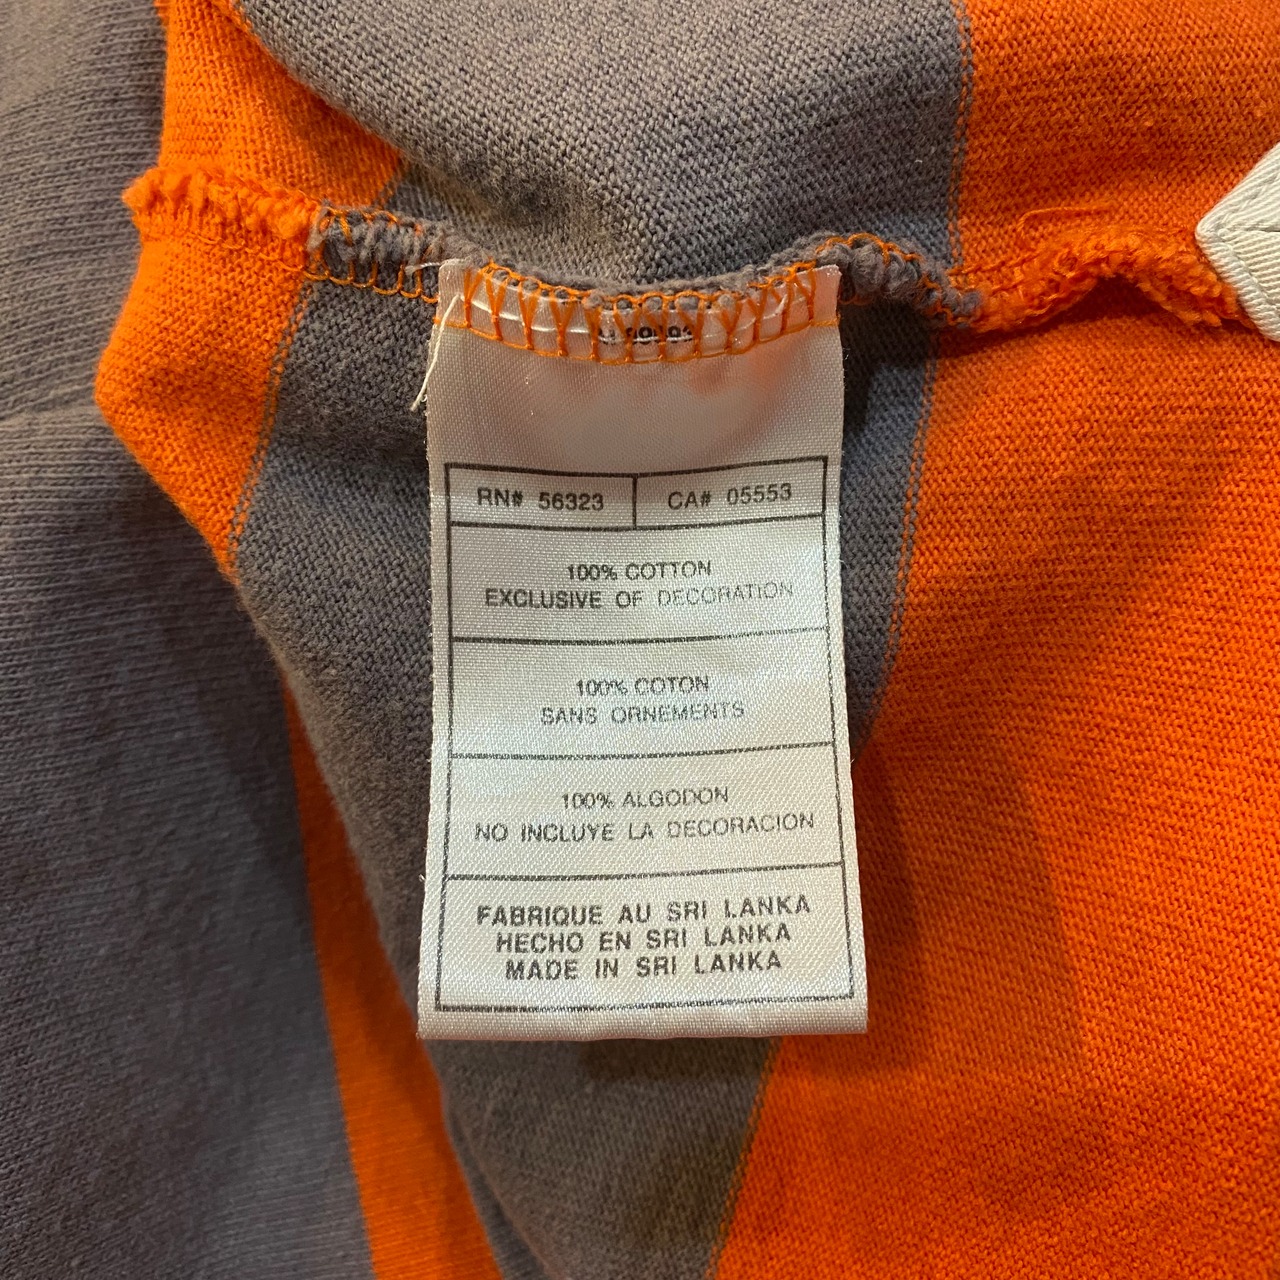 RN# 56323 CA# 05553
100% COTTON
EXCLUSIVE OF DECORATION
100% COTON
SANS ORNEMENTS
100% ALGODON
NO INCLUYE LA DECORACION
FABRIQUE AU SRI LANKA
HECHO EN SRI LANKA
MADE IN SRI LANKA